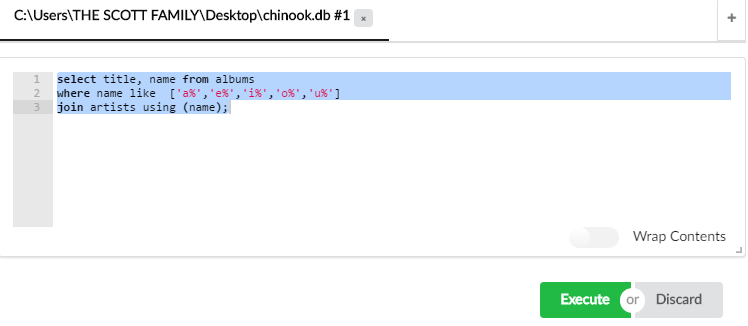 C:\Users\THE SCOTT FAMILY\Desktop\chinook.db #1 × +
1 select title, name from albums
2 where name like ['a%','e%','i%','o%','u%']
3 join artists using (name);
Wrap Contents
Execute or Discard